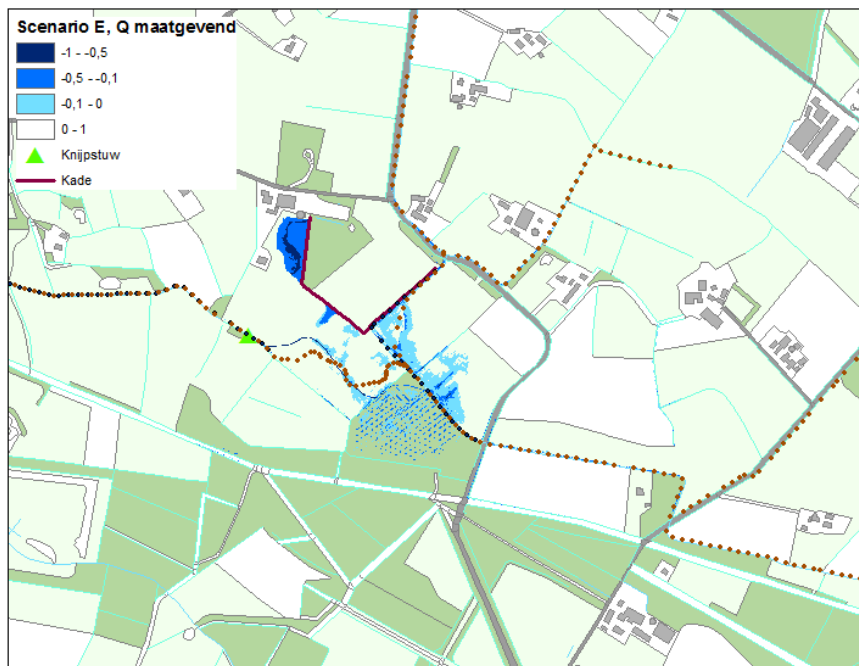 Scenario E, Q maatgevend
-1 - -0,5
-0,5 - -0,1
-0,1 - 0
0 - 1
Knijpstuw
Kade